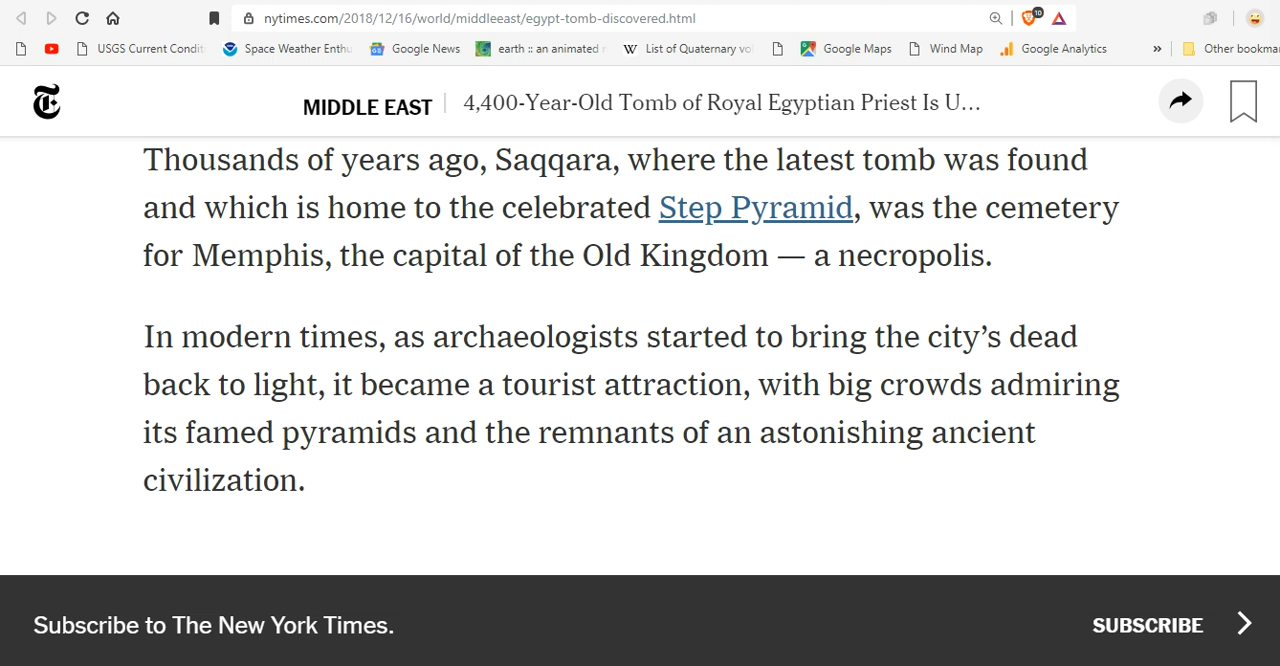 nytimes.com/2018/12/16/world/middleeast/egypt-tomb-discovered.html
10
USGS Current Condit
Space Weather Enthu
Google News
earth :: an animated
W List of Quaternary vo
Google Maps
Wind Map
Google Analytics
»
Other bookma
T
MIDDLE EAST
4,400-Year-Old Tomb of Royal Egyptian Priest Is U…
Thousands of years ago, Saqqara, where the latest tomb was found
and which is home to the celebrated Step Pyramid, was the cemetery
for Memphis, the capital of the Old Kingdom — a necropolis.
In modern times, as archaeologists started to bring the city’s dead
back to light, it became a tourist attraction, with big crowds admiring
its famed pyramids and the remnants of an astonishing ancient
civilization.
Subscribe to The New York Times.
SUBSCRIBE